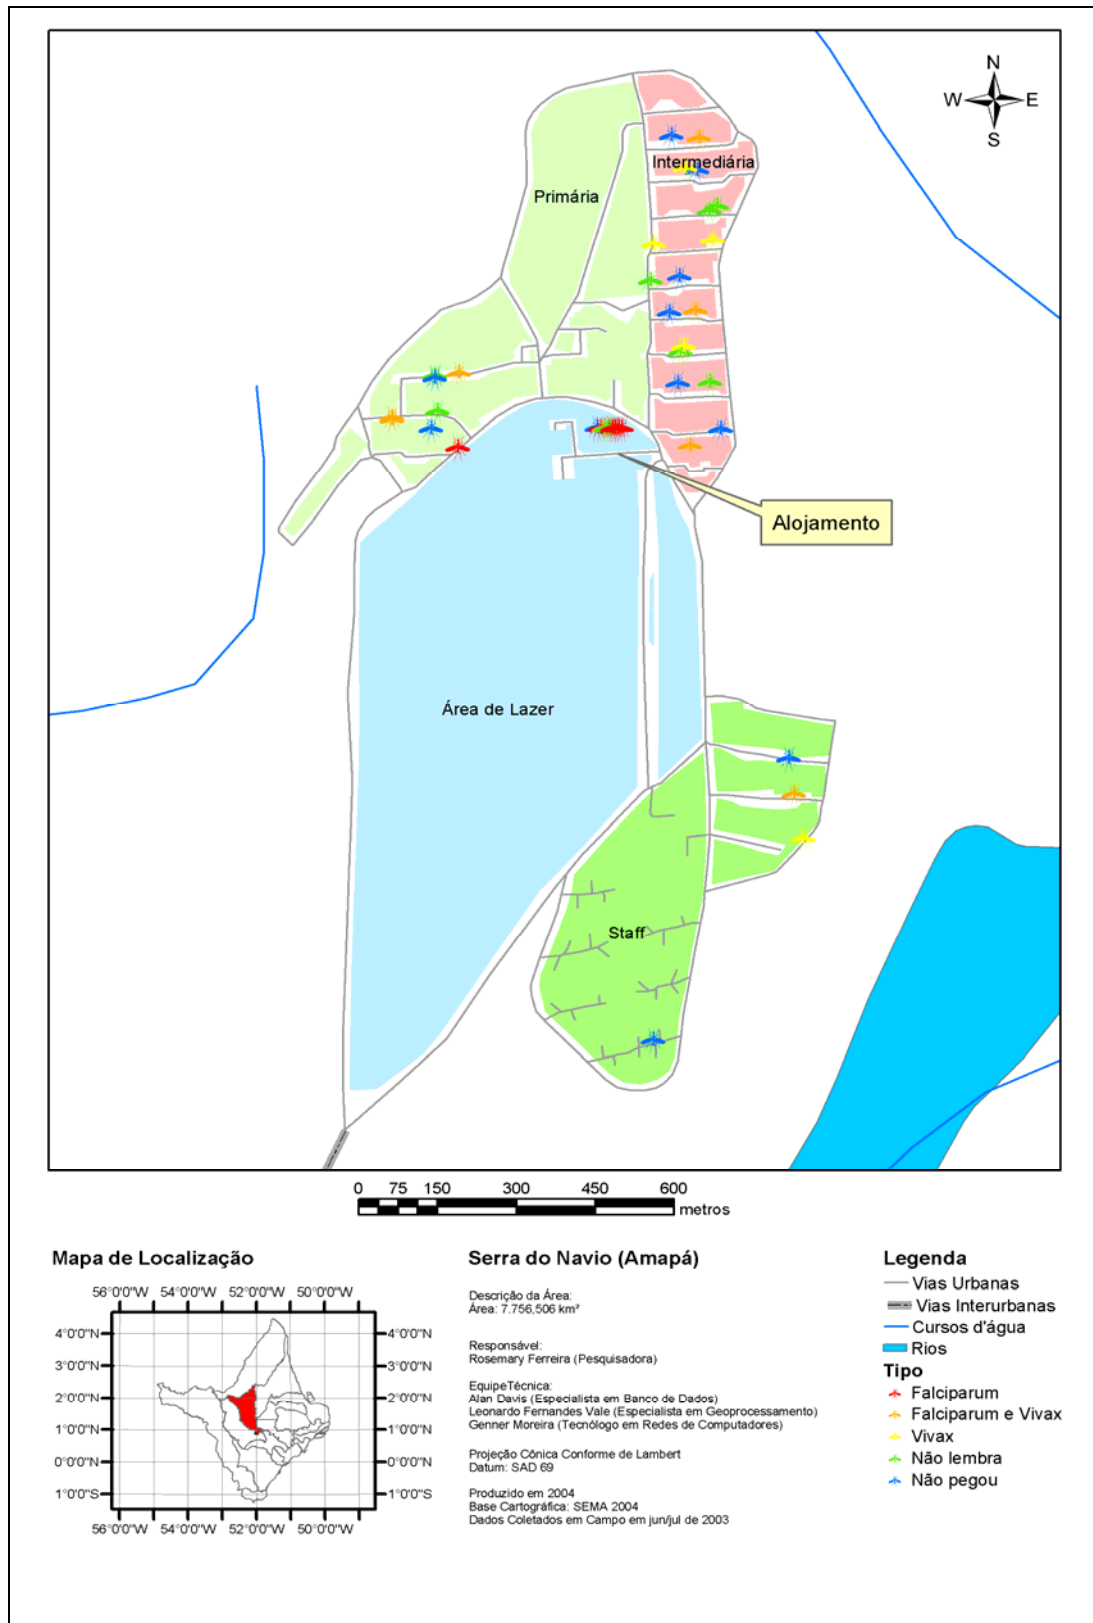 N
W E
S
Intermediária
Primária
Alojamento
Área de Lazer
Staff
0 75 150 300 450 600
metros
Mapa de Localização
56°0'0"W 54°0'0"W 52°0'0"W 50°0'0"W
4°0'0"N 4°0'0"N
3°0'0"N 3°0'0"N
2°0'0"N 2°0'0"N
1°0'0"N 1°0'0"N
0°0'0"N 0°0'0"N
1°0'0"S 1°0'0"S
56°0'0"W 54°0'0"W 52°0'0"W 50°0'0"W
Serra do Navio (Amapá)
Descrição da Área:
Área: 7.756,506 km²
Responsável:
Rosemary Ferreira (Pesquisadora)
EquipeTécnica:
Alan Davis (Especialista em Banco de Dados)
Leonardo Fernandes Vale (Especialista em Geoprocessamento)
Genner Moreira (Tecnólogo em Redes de Computadores)
Projeção Cônica Conforme de Lambert
Datum: SAD 69
Produzido em 2004
Base Cartográfica: SEMA 2004
Dados Coletados em Campo em jun/jul de 2003
Legenda
Vias Urbanas
Vias Interurbanas
Cursos d'água
Rios
Tipo
Falciparum
Falciparum e Vivax
Vivax
Não lembra
Não pegou